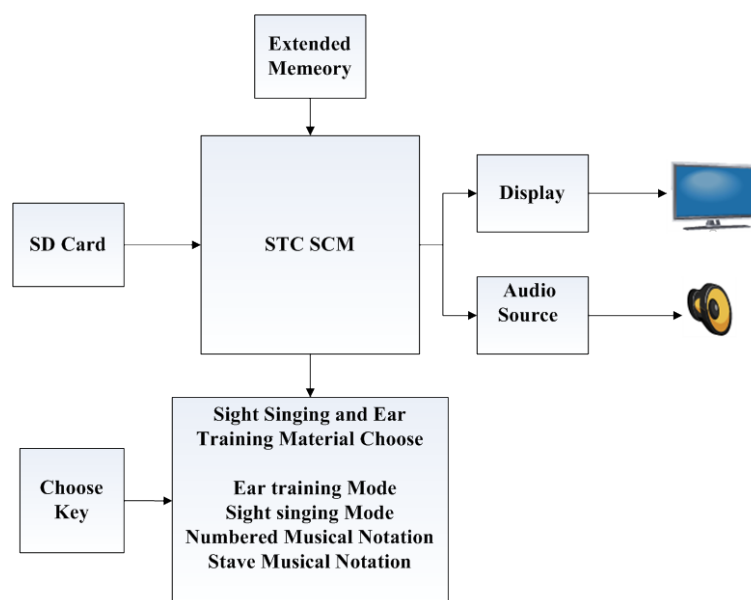 Extended
Memeory
SD Card
STC SCM
Display
Audio
Source
Choose
Key
Sight Singing and Ear
Training Material Choose
Ear training Mode
Sight singing Mode
Numbered Musical Notation
Stave Musical Notation